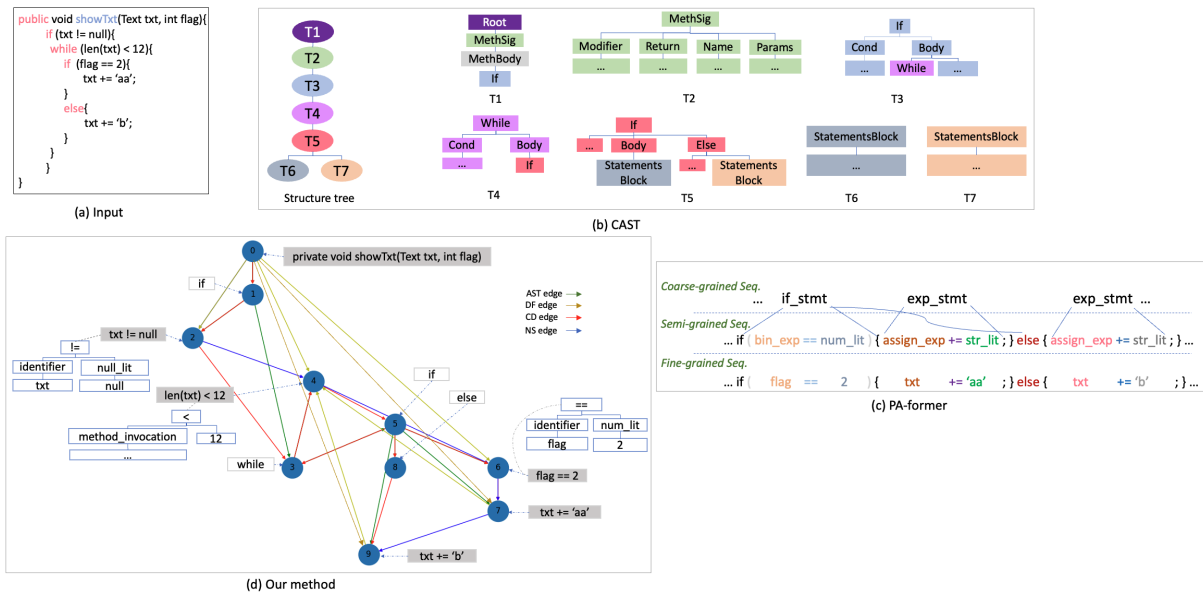 public void showTxt(Text txt, int flag){
if (txt != null){
while (len(txt) < 12){
if (flag == 2){
txt += ‘aa’;
}
else{
txt += ‘b’;
}
}
}
}
(a) Input
T1
T2
T3
T4
T5
T6 T7
Structure tree
Root
MethSig
MethBody
If
T1
MethSig
Modifier Return Name Params
... ... ... ...
T2
If
Cond Body
... While ...
T3
While
Cond Body
... If
T4
If
... Body Else
Statements Block ... Statements Block
T5
StatementsBlock
...
T6
StatementsBlock
...
T7
(b) CAST
0
private void showTxt(Text txt, int flag)
if
1
AST edge
DF edge
CD edge
NS edge
txt != null
2
!=
identifier null_lit
txt null
4
if
len(txt) < 12
else
<
method_invocation 12
...
5
==
identifier num_lit
flag 2
while
3
8
6
flag == 2
7
txt += ‘aa’
9
txt += ‘b’
(d) Our method
Coarse-grained Seq.
... if_stmt exp_stmt exp_stmt ...
Semi-grained Seq.
... if ( bin_exp == num_lit ) { assign_exp += str_lit ; } else { assign_exp += str_lit ; } ...
Fine-grained Seq.
... if ( flag == 2 ) { txt += ‘aa’ ; } else { txt += ‘b’ ; } ...
(c) PA-former